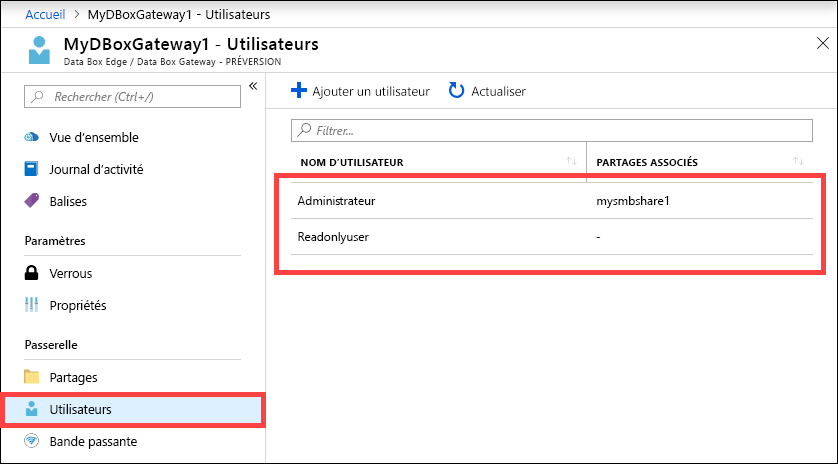 Accueil > MyDBoxGateway1 - Utilisateurs
MyDBoxGateway1 - Utilisateurs
Data Box Edge / Data Box Gateway - PRÉVERSION
Rechercher (Ctrl+/)
Vue d'ensemble
Journal d'activité
Balises
Paramètres
Verrous
Propriétés
Passerelle
Partages
Utilisateurs
Bande passante
Ajouter un utilisateur Actualiser
Filtrer...
NOM D'UTILISATEUR PARTAGES ASSOCIÉS
Administrateur mysmbshare1
Readonlyuser -